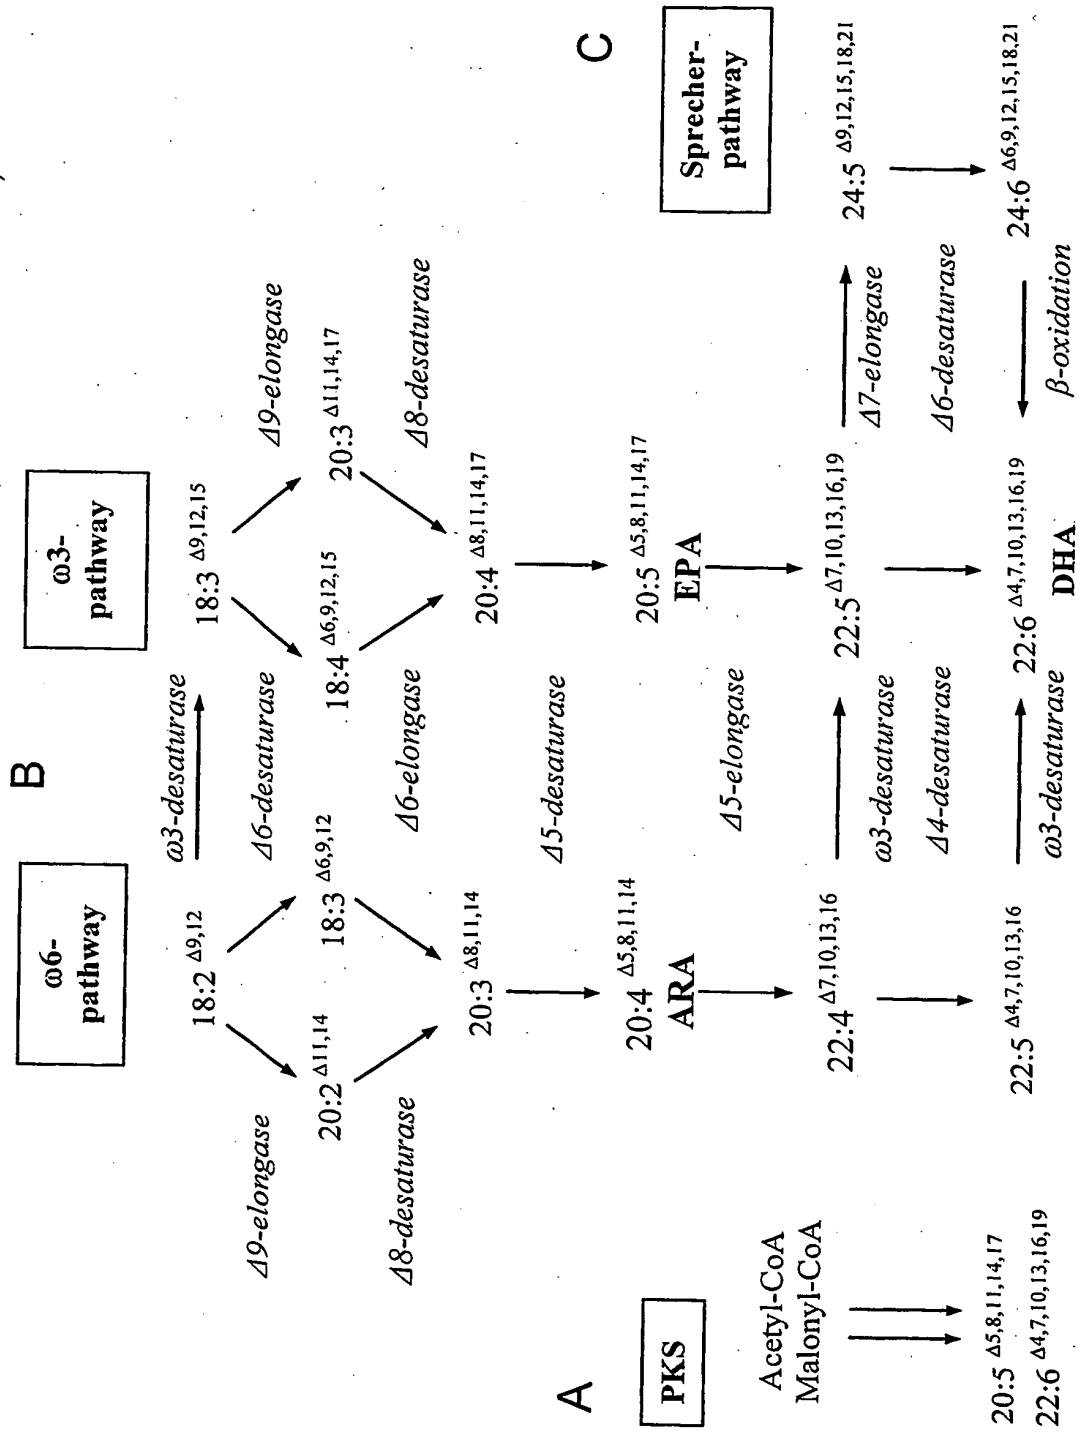 A
PKS
Acetyl-CoA
Malonyl-CoA
20:5 Δ5,8,11,14,17
22:6 Δ4,7,10,13,16,19
B
ω6-
pathway
ω3-
pathway
18:2 Δ9,12
ω3-desaturase
18:3 Δ9,12,15
Δ9-elongase
Δ6-desaturase
Δ9-elongase
20:2 Δ11,14
18:3 Δ6,9,12
18:4 Δ6,9,12,15
20:3 Δ11,14,17
Δ8-desaturase
Δ6-elongase
Δ8-desaturase
20:3 Δ8,11,14
20:4 Δ8,11,14,17
Δ5-desaturase
20:4 Δ5,8,11,14
ARA
20:5 Δ5,8,11,14,17
EPA
Δ5-elongase
22:4 Δ7,10,13,16
ω3-desaturase
22:5 Δ7,10,13,16,19
Δ4-desaturase
22:5 Δ4,7,10,13,16
ω3-desaturase
22:6 Δ4,7,10,13,16,19
DHA
C
Sprecher-
pathway
Δ7-elongase
24:5 Δ9,12,15,18,21
Δ6-desaturase
24:6 Δ6,9,12,15,18,21
β-oxidation